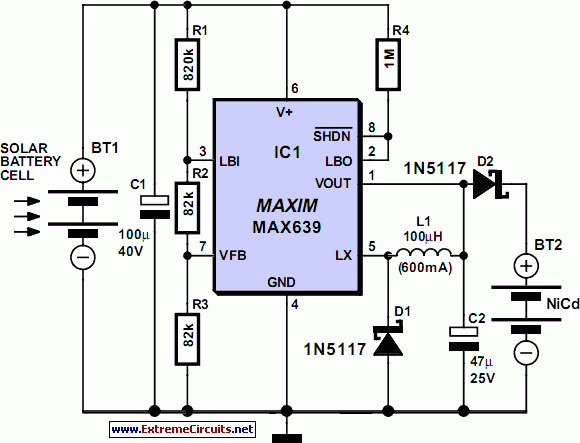 R1
820k
R4
1M
6
V+
SOLAR
BATTERY
CELL
BT1
C1
100µ
40V
3
LBI
IC1
SHDN
8
LBO
2
R2
82k
VOUT
1
1N5117
D2
MAXIM
MAX639
7
VFB
LX
5
L1
100µH
(600mA)
BT2
NiCd
GND
4
R3
82k
D1
1N5117
C2
47µ
25V
www.ExtremeCircuits.net